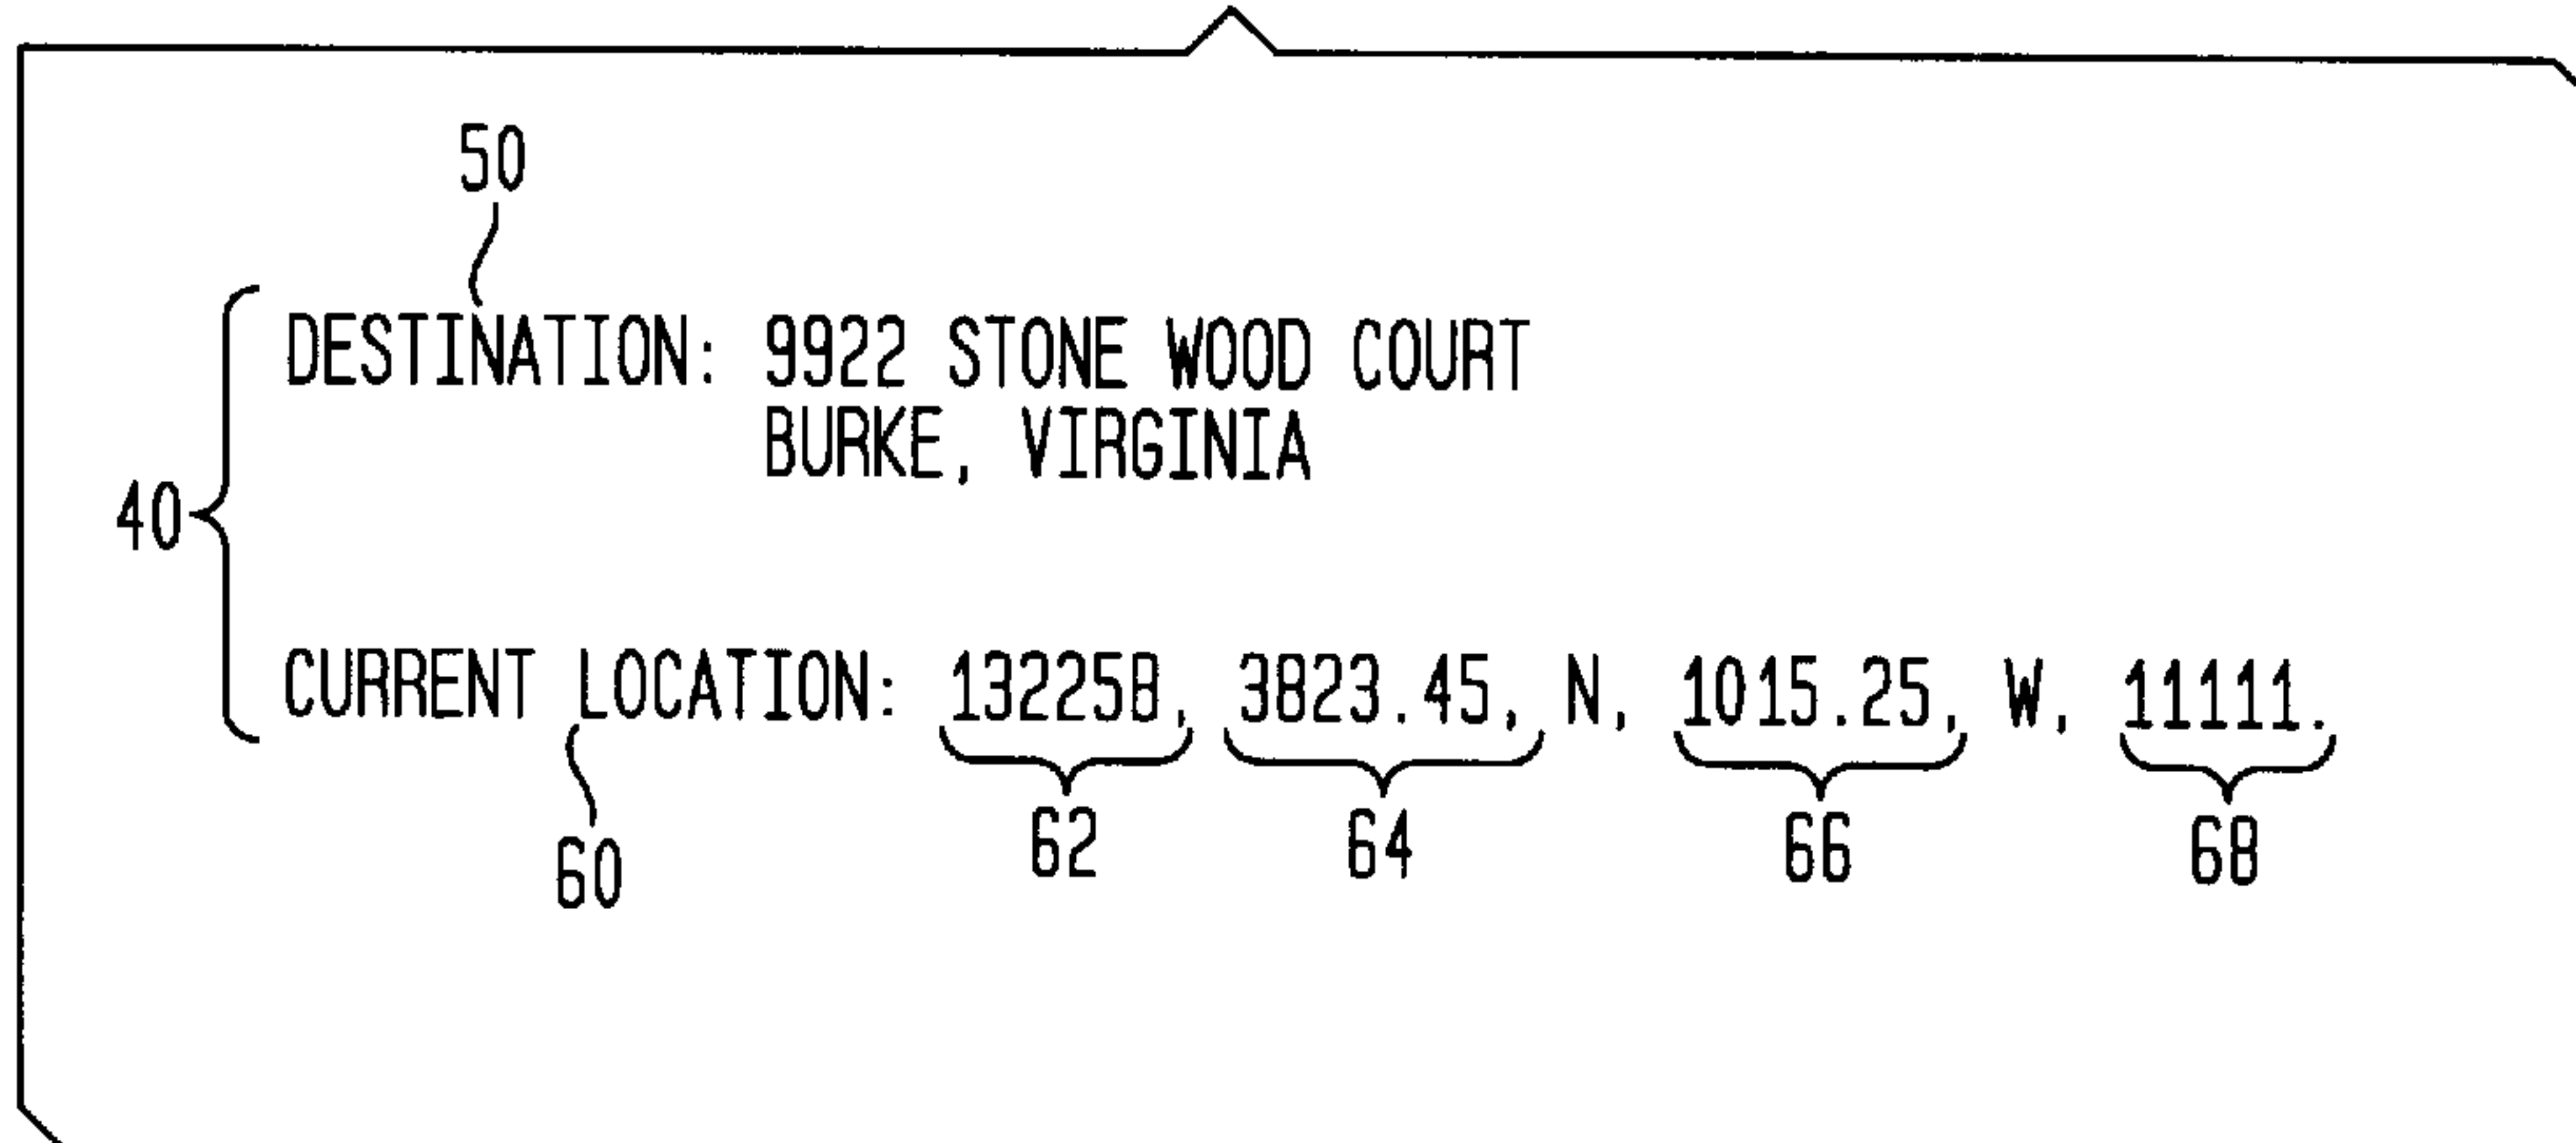 50
DESTINATION: 9922 STONE WOOD COURT
BURKE, VIRGINIA
40
CURRENT LOCATION: 13225B, 3823.45, N, 1015.25, W, 11111.
60 62 64 66 68